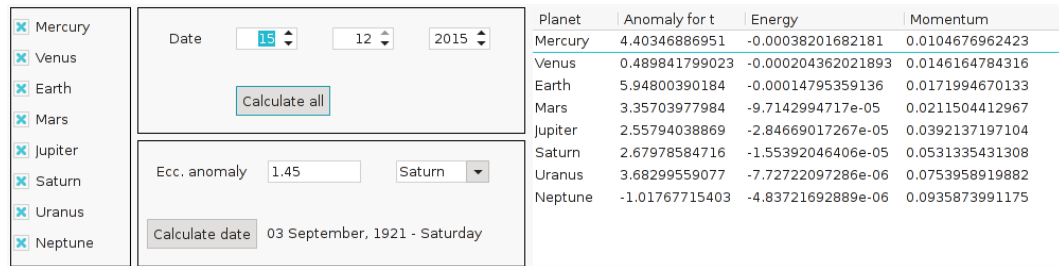 Mercury
Venus
Earth
Mars
Jupiter
Saturn
Uranus
Neptune
Date 15 12 2015
Calculate all
Ecc. anomaly 1.45 Saturn
Calculate date 03 September, 1921 - Saturday
Planet Anomaly for t Energy Momentum
Mercury 4.40346886951 -0.00038201682181 0.0104676962423
Venus 0.489841799023 -0.000204362021893 0.0146164784316
Earth 5.94800390184 -0.00014795359136 0.0171994670133
Mars 3.35703977984 -9.7142994717e-05 0.0211504412967
Jupiter 2.55794038869 -2.84669017267e-05 0.0392137197104
Saturn 2.67978584716 -1.55392046406e-05 0.0531335431308
Uranus 3.68299559077 -7.72722097286e-06 0.0753958919882
Neptune -1.01767715403 -4.83721692889e-06 0.0935873991175